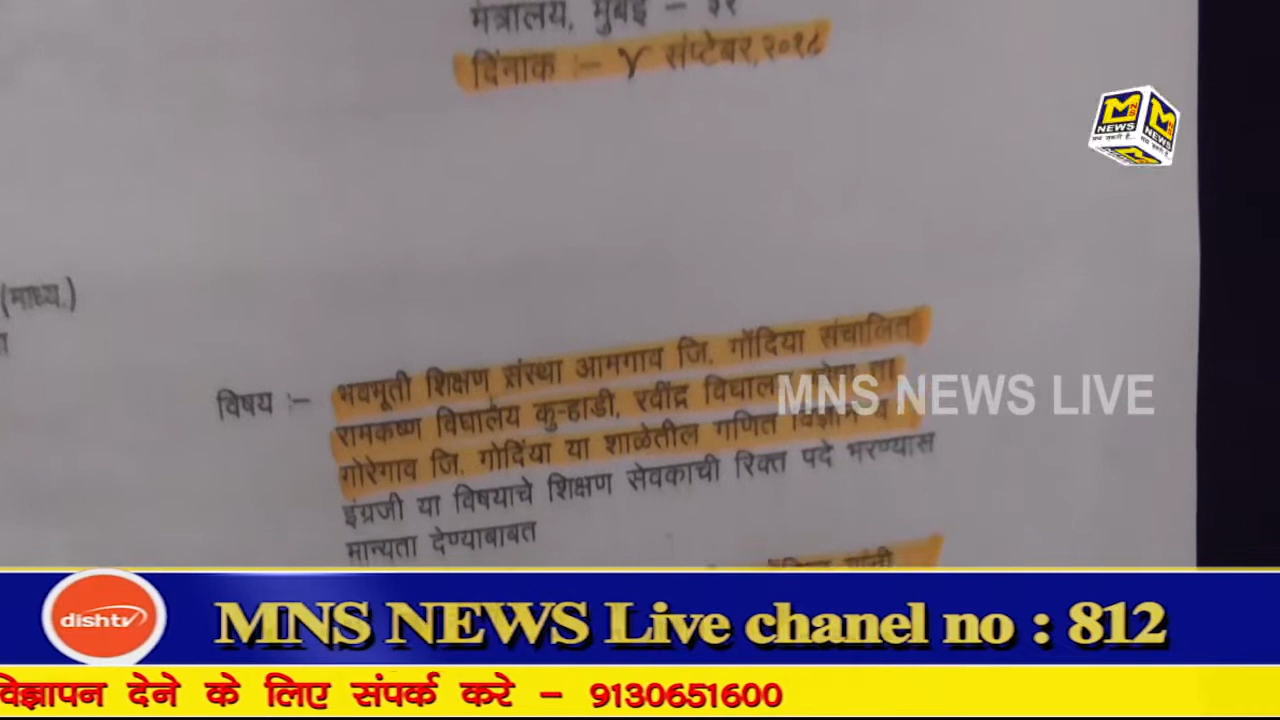 मंत्रालय, मुंबई - ३२
दिनांक :- ४ सप्टेंबर, २०१८
(माध्य.)
विषय :- भवभूती शिक्षण संस्था आमगाव जि. गोंदिया संचालित
रामकष्ण विद्यालय कुऱ्हाडी, रवींद्र विद्यालय
गोरेगाव जि. गोदिंया या शाळेतील गणित विज्ञान व
इंग्रजी या विषयाचे शिक्षण सेवकाची रिक्त पदे भरण्यास
मान्यता देण्याबाबत
MNS NEWS LIVE
M
NEWS
M
NEWS
dishtv
MNS NEWS Live chanel no : 812
विज्ञापन देने के लिए संपर्क करे - 9130651600